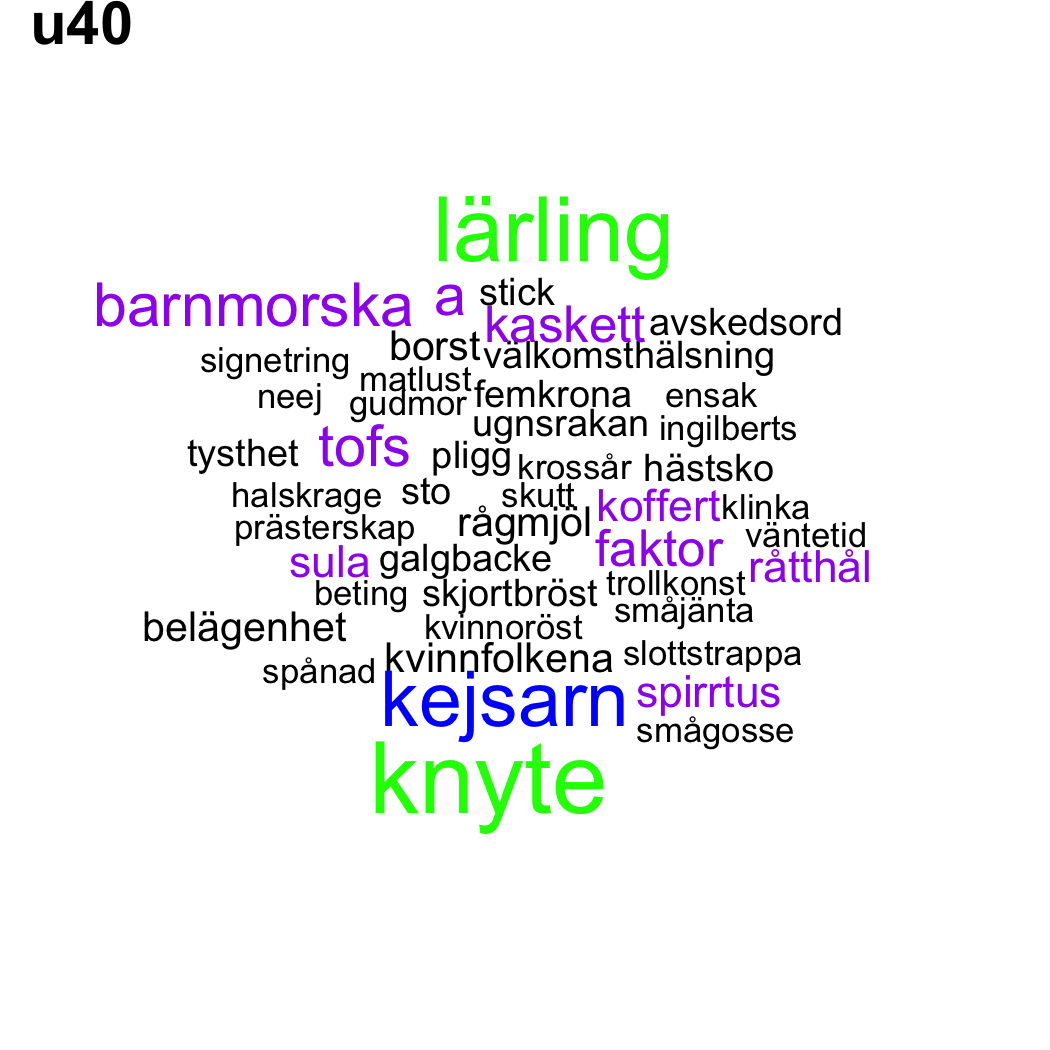 u40
lärling
barnmorska a stick
kaskett avskedsord
signetring borst välkomsthälsning
neej matlust femkrona ensak
gudmor ugnsrakan ingilberts
tysthet tofs pligg krossår hästsko
halskrage sto skutt koffert klinka
prästerskap rågmjöl faktor väntetid
sula galgbacke råtthål
beting skjortbröst trollkonst
småjänta
belägenhet kvinnoröst
spånad kvinnfolkena slottstrappa
kejsarn spirrtus
smågosse
knyte